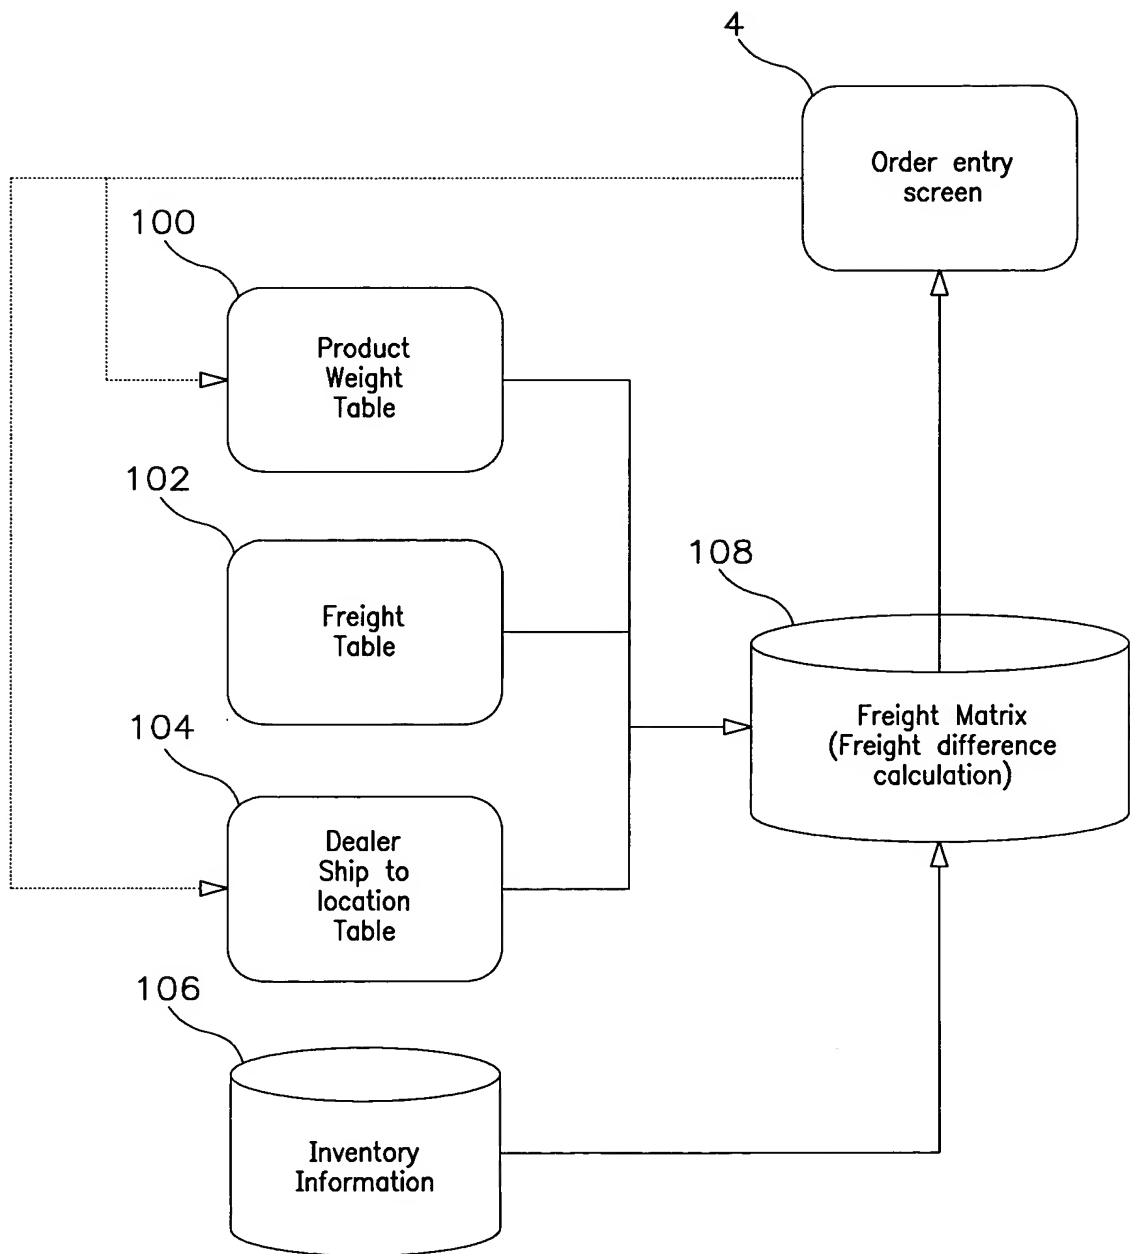 4
Order entry
screen
100
Product
Weight
Table
102
Freight
Table
108
Freight Matrix
(Freight difference
calculation)
104
Dealer
Ship to
location
Table
106
Inventory
Information